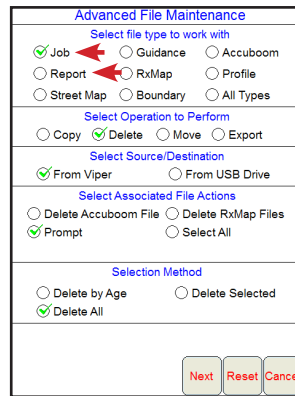 Advanced File Maintenance
Select file type to work with
Job Guidance Accuboom
Report RxMap Profile
Street Map Boundary All Types
Select Operation to Perform
Copy Delete Move Export
Select Source/Destination
From Viper From USB Drive
Select Associated File Actions
Delete Accuboom File Delete RxMap Files
Prompt Select All
Selection Method
Delete by Age Delete Selected
Delete All
Next Reset Cance